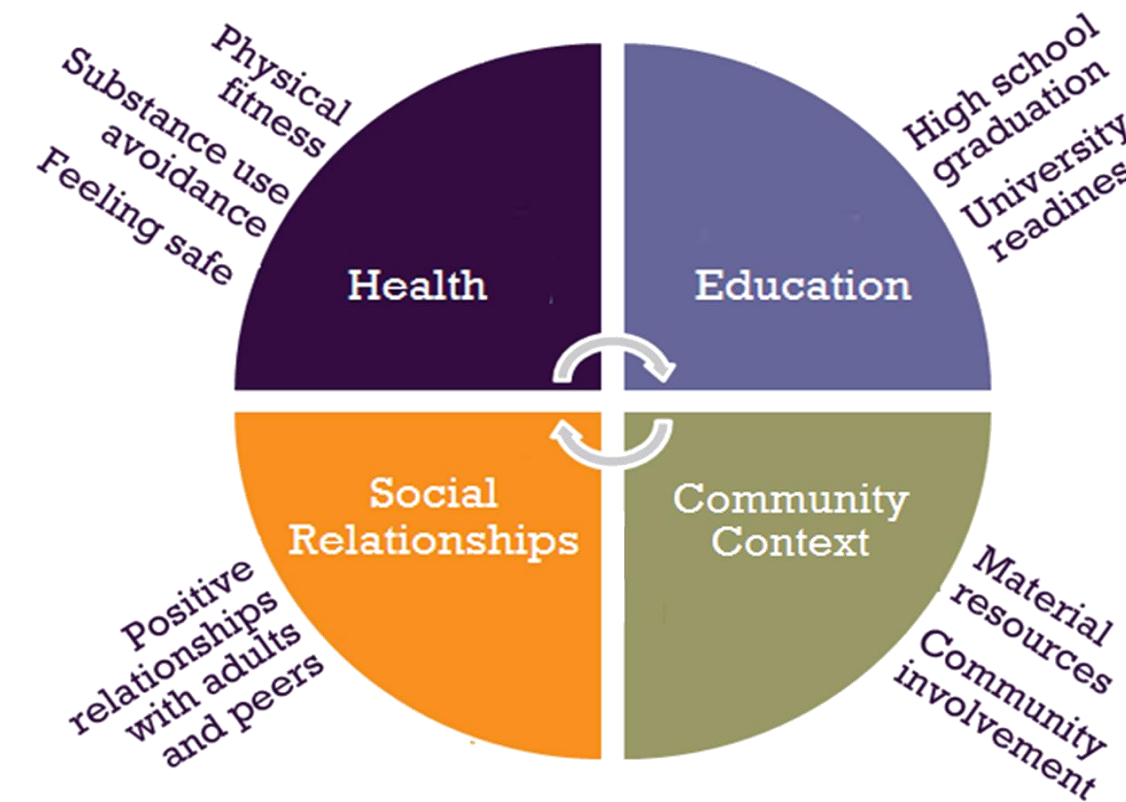 Physical
fitness
Substance use
avoidance
Feeling safe
Health
High school
graduation
University
readines
Education
Social
Relationships
Positive
relationships
with adults
and peers
Community
Context
Material
resources
Community
involvement